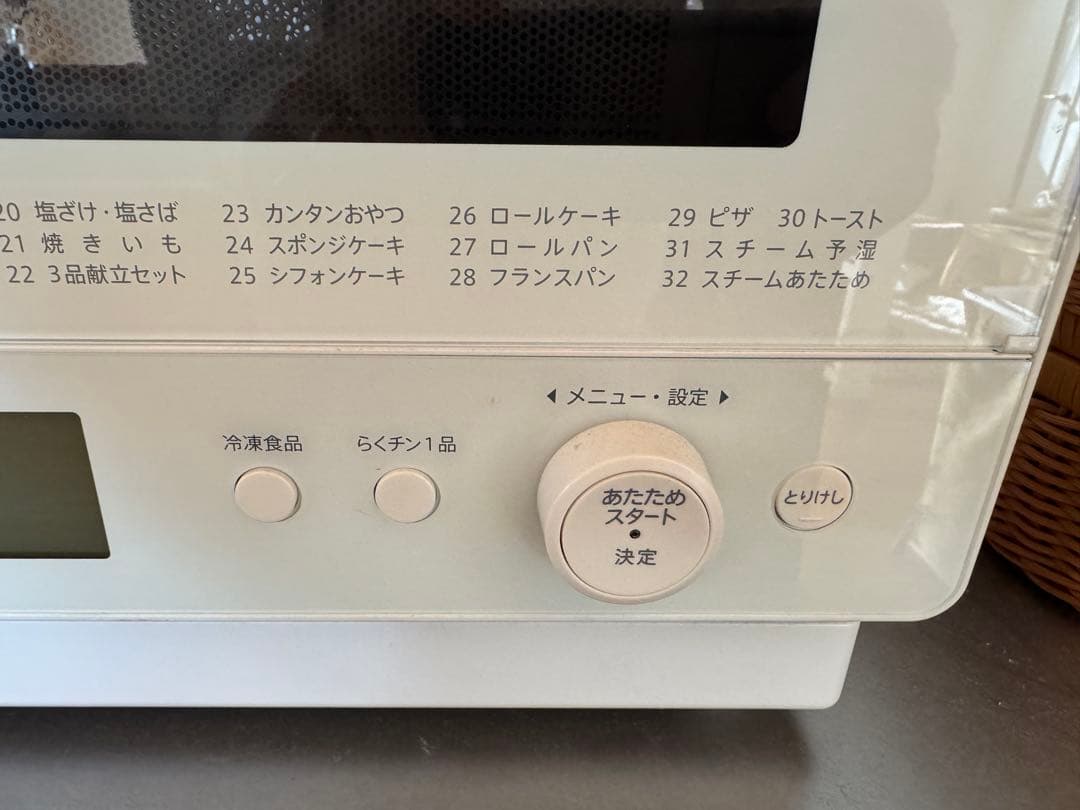 20 塩ざけ・塩さば 23 カンタンおやつ 26 ロールケーキ 29 ピザ 30トースト
21 焼きいも 24 スポンジケーキ 27 ロールパン 31 スチーム予湿
22 3品献立セット 25 シフォンケーキ 28 フランスパン 32 スチームあたため
◀ メニュー・設定 ▶
冷凍食品 らくチン1品
あたため
スタート
決定
とりけし